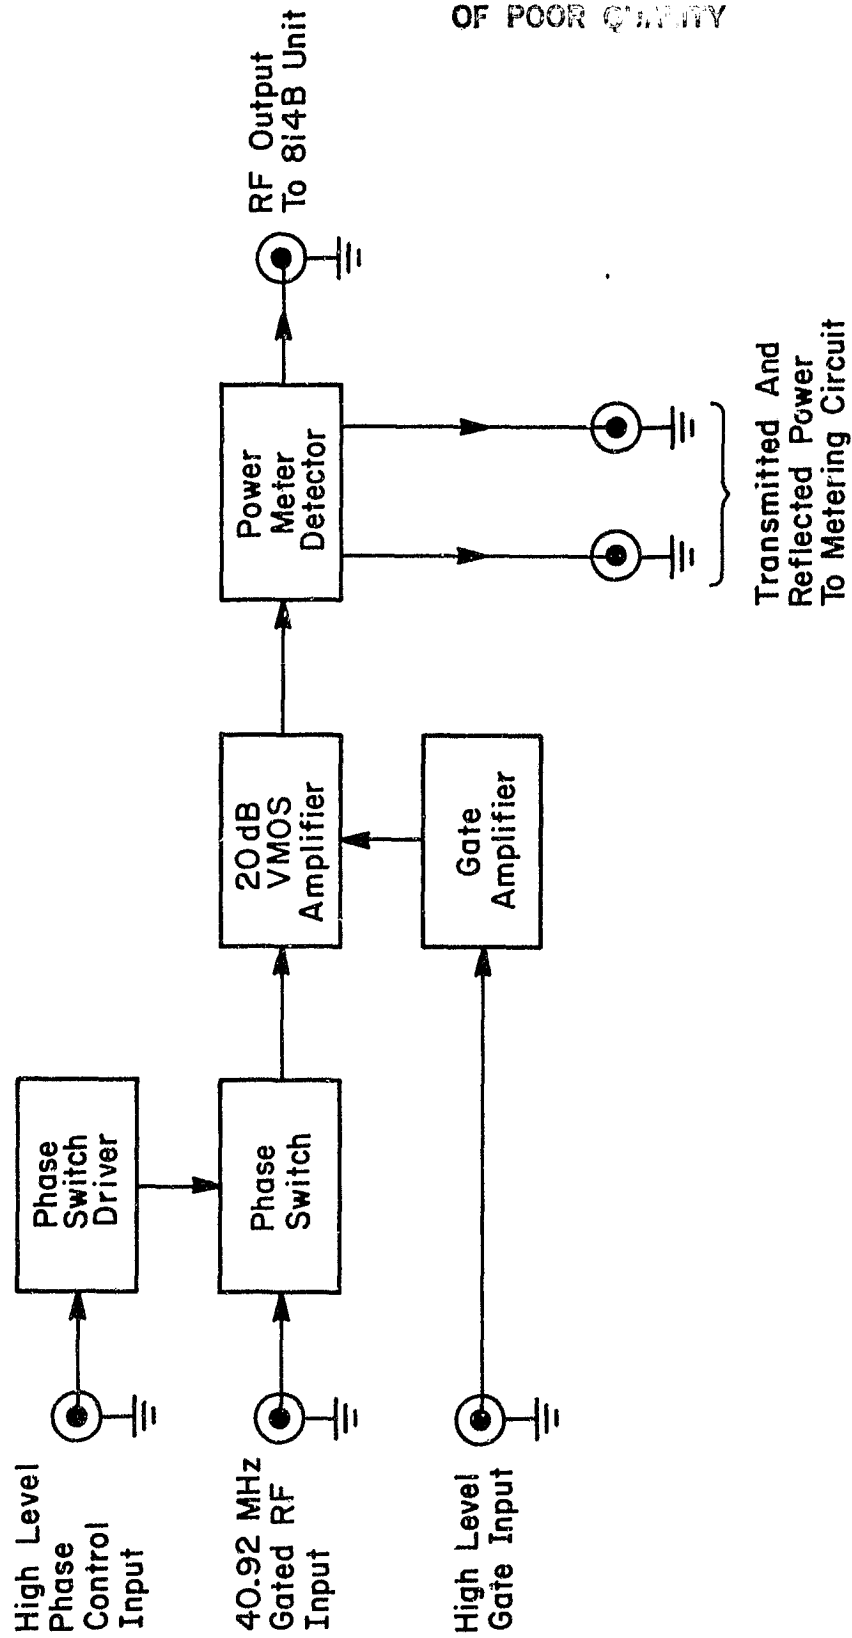 OF POOR
High Level
Phase
Control
Input
Phase
Switch
Driver
40.92 MHz
Gated RF
Input
Phase
Switch
20 dB
VMOS
Amplifier
Power
Meter
Detector
RF Output
To 814B Unit
High Level
Gate Input
Gate
Amplifier
Transmitted And
Reflected Power
To Metering Circuit